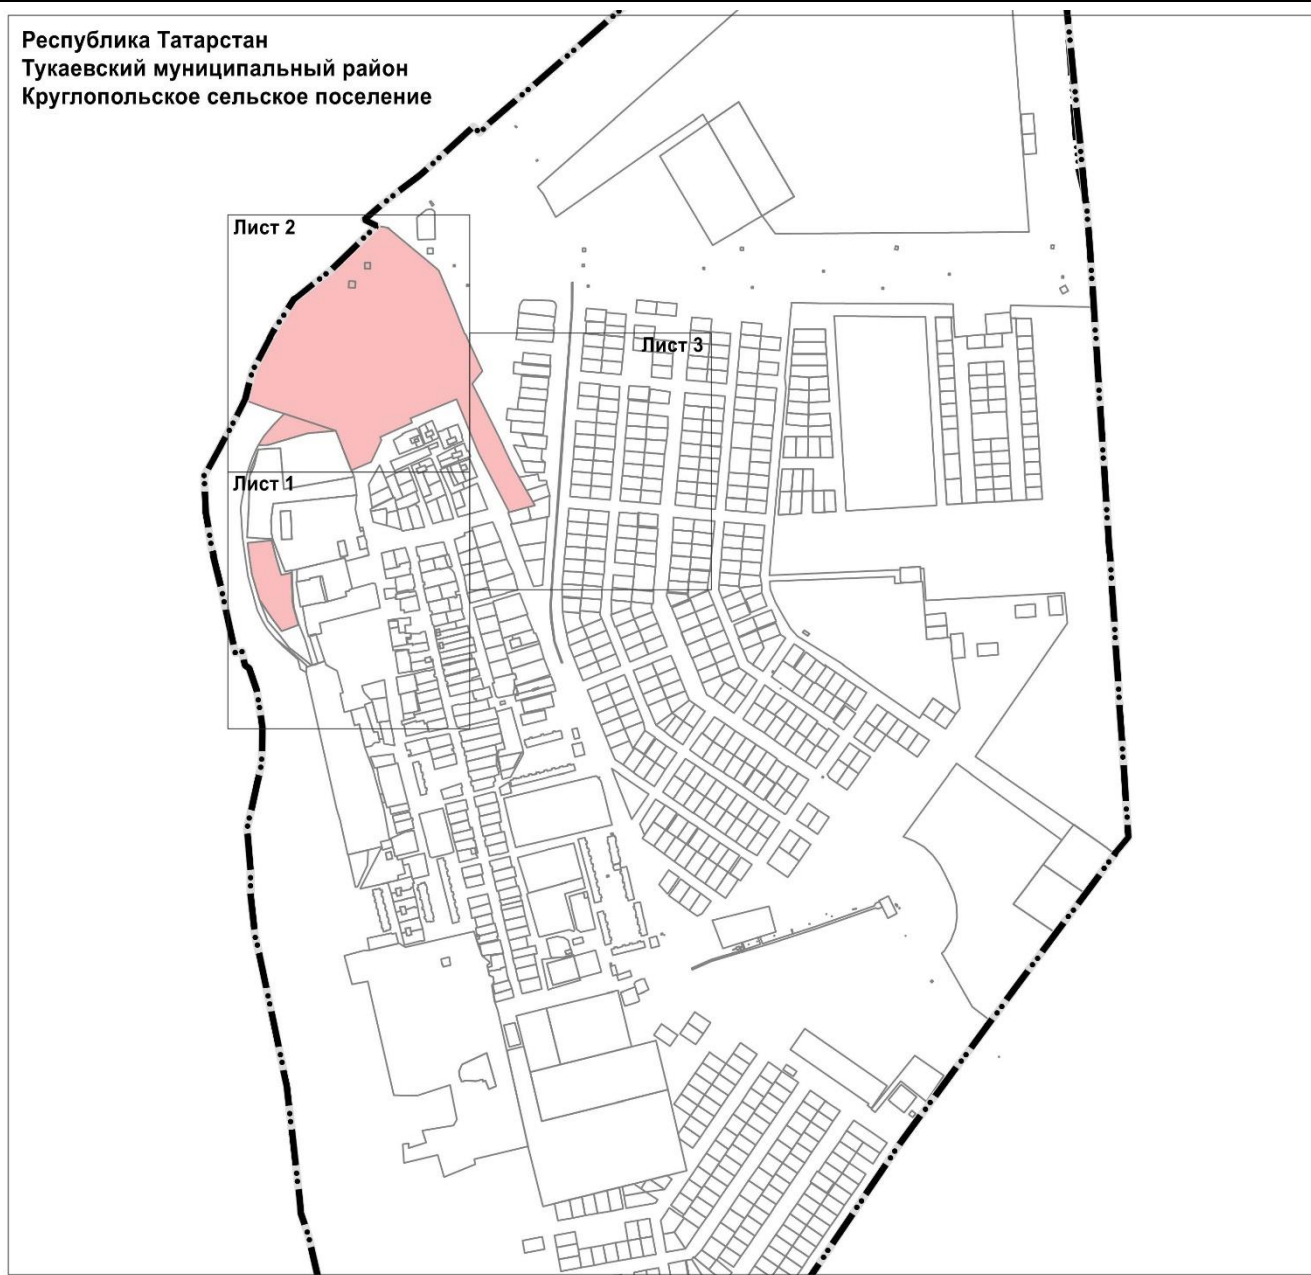 Республика Татарстан
Тукаевский муниципальный район
Круглопольское сельское поселение
Лист 2
Лист 3
Лист 1